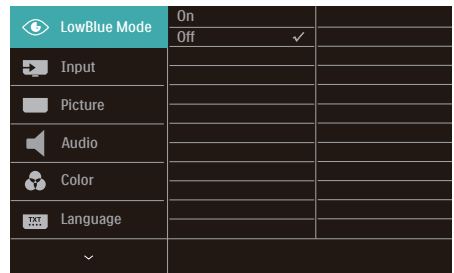 LowBlue Mode
On
Off
Input
Picture
Audio
Color
TXT
Language